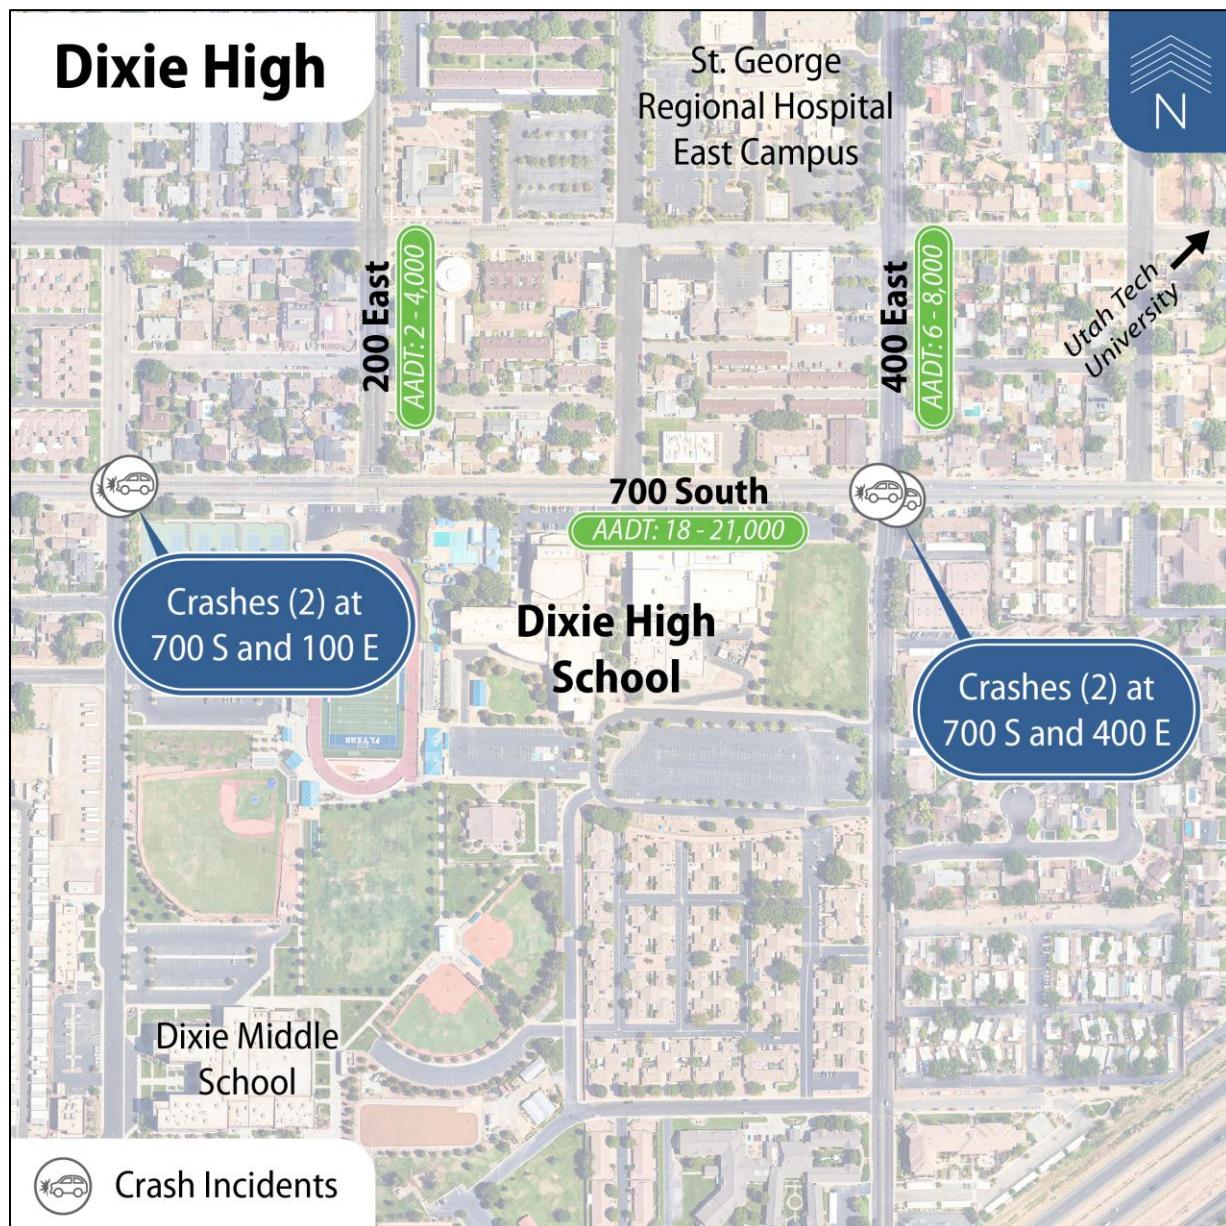 Dixie High
St. George
Regional Hospital
East Campus
N
200 East
AADT: 2 - 4,000
400 East
AADT: 6 - 8,000
Utah Tech
University
700 South
AADT: 18 - 21,000
Crashes (2) at
700 S and 100 E
Dixie High
School
Crashes (2) at
700 S and 400 E
FLYERS
Dixie Middle
School
Crash Incidents